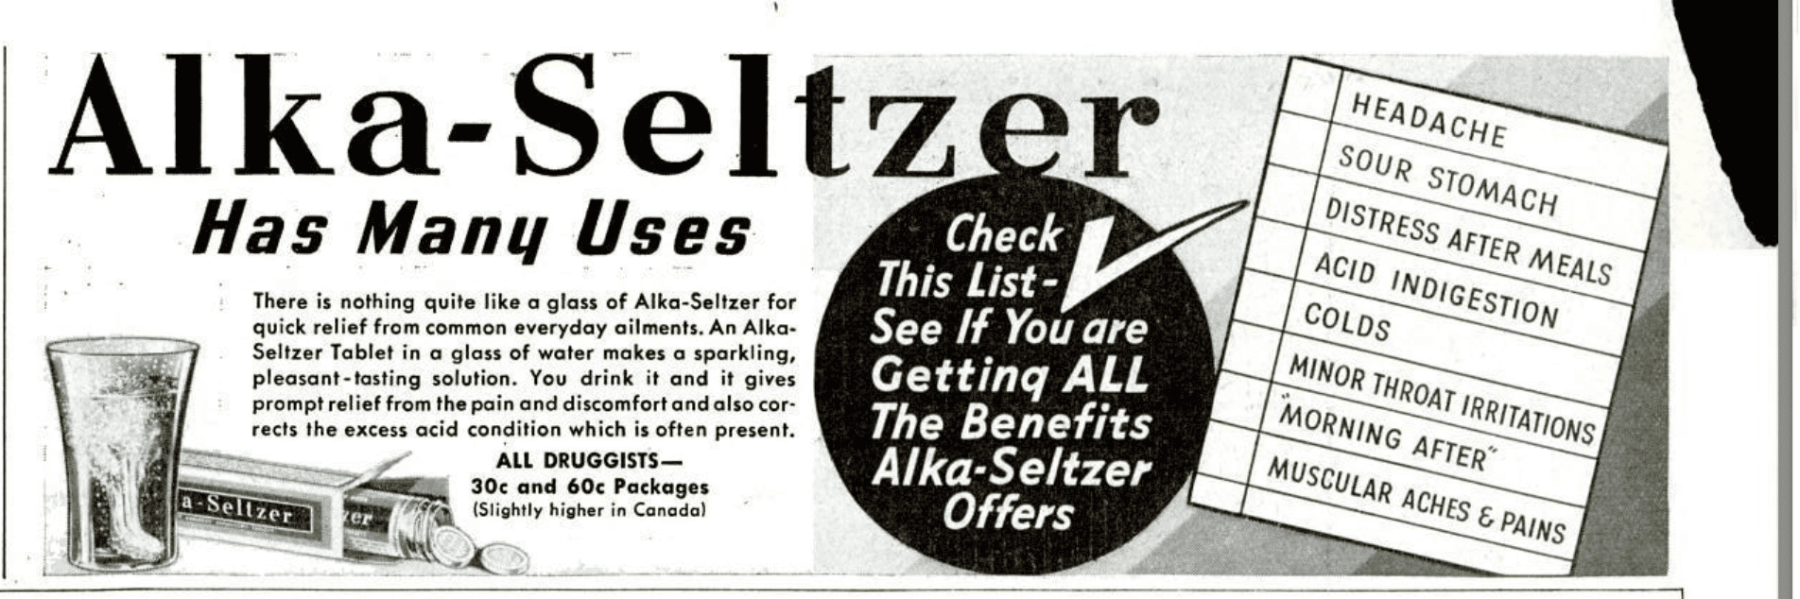 Alka-Seltzer
Has Many Uses
There is nothing quite like a glass of Alka-Seltzer for
quick relief from common everyday ailments. An Alka-
Seltzer Tablet in a glass of water makes a sparkling,
pleasant-tasting solution. You drink it and it gives
prompt relief from the pain and discomfort and also cor-
rects the excess acid condition which is often present.
ALL DRUGGISTS—
30c and 60c Packages
(Slightly higher in Canada)
a-Seltzer
zer
Check
This List-
See If You are
Getting ALL
The Benefits
Alka-Seltzer
Offers
HEADACHE
SOUR STOMACH
DISTRESS AFTER MEALS
ACID INDIGESTION
COLDS
MINOR THROAT IRRITATIONS
"MORNING AFTER"
MUSCULAR ACHES & PAINS